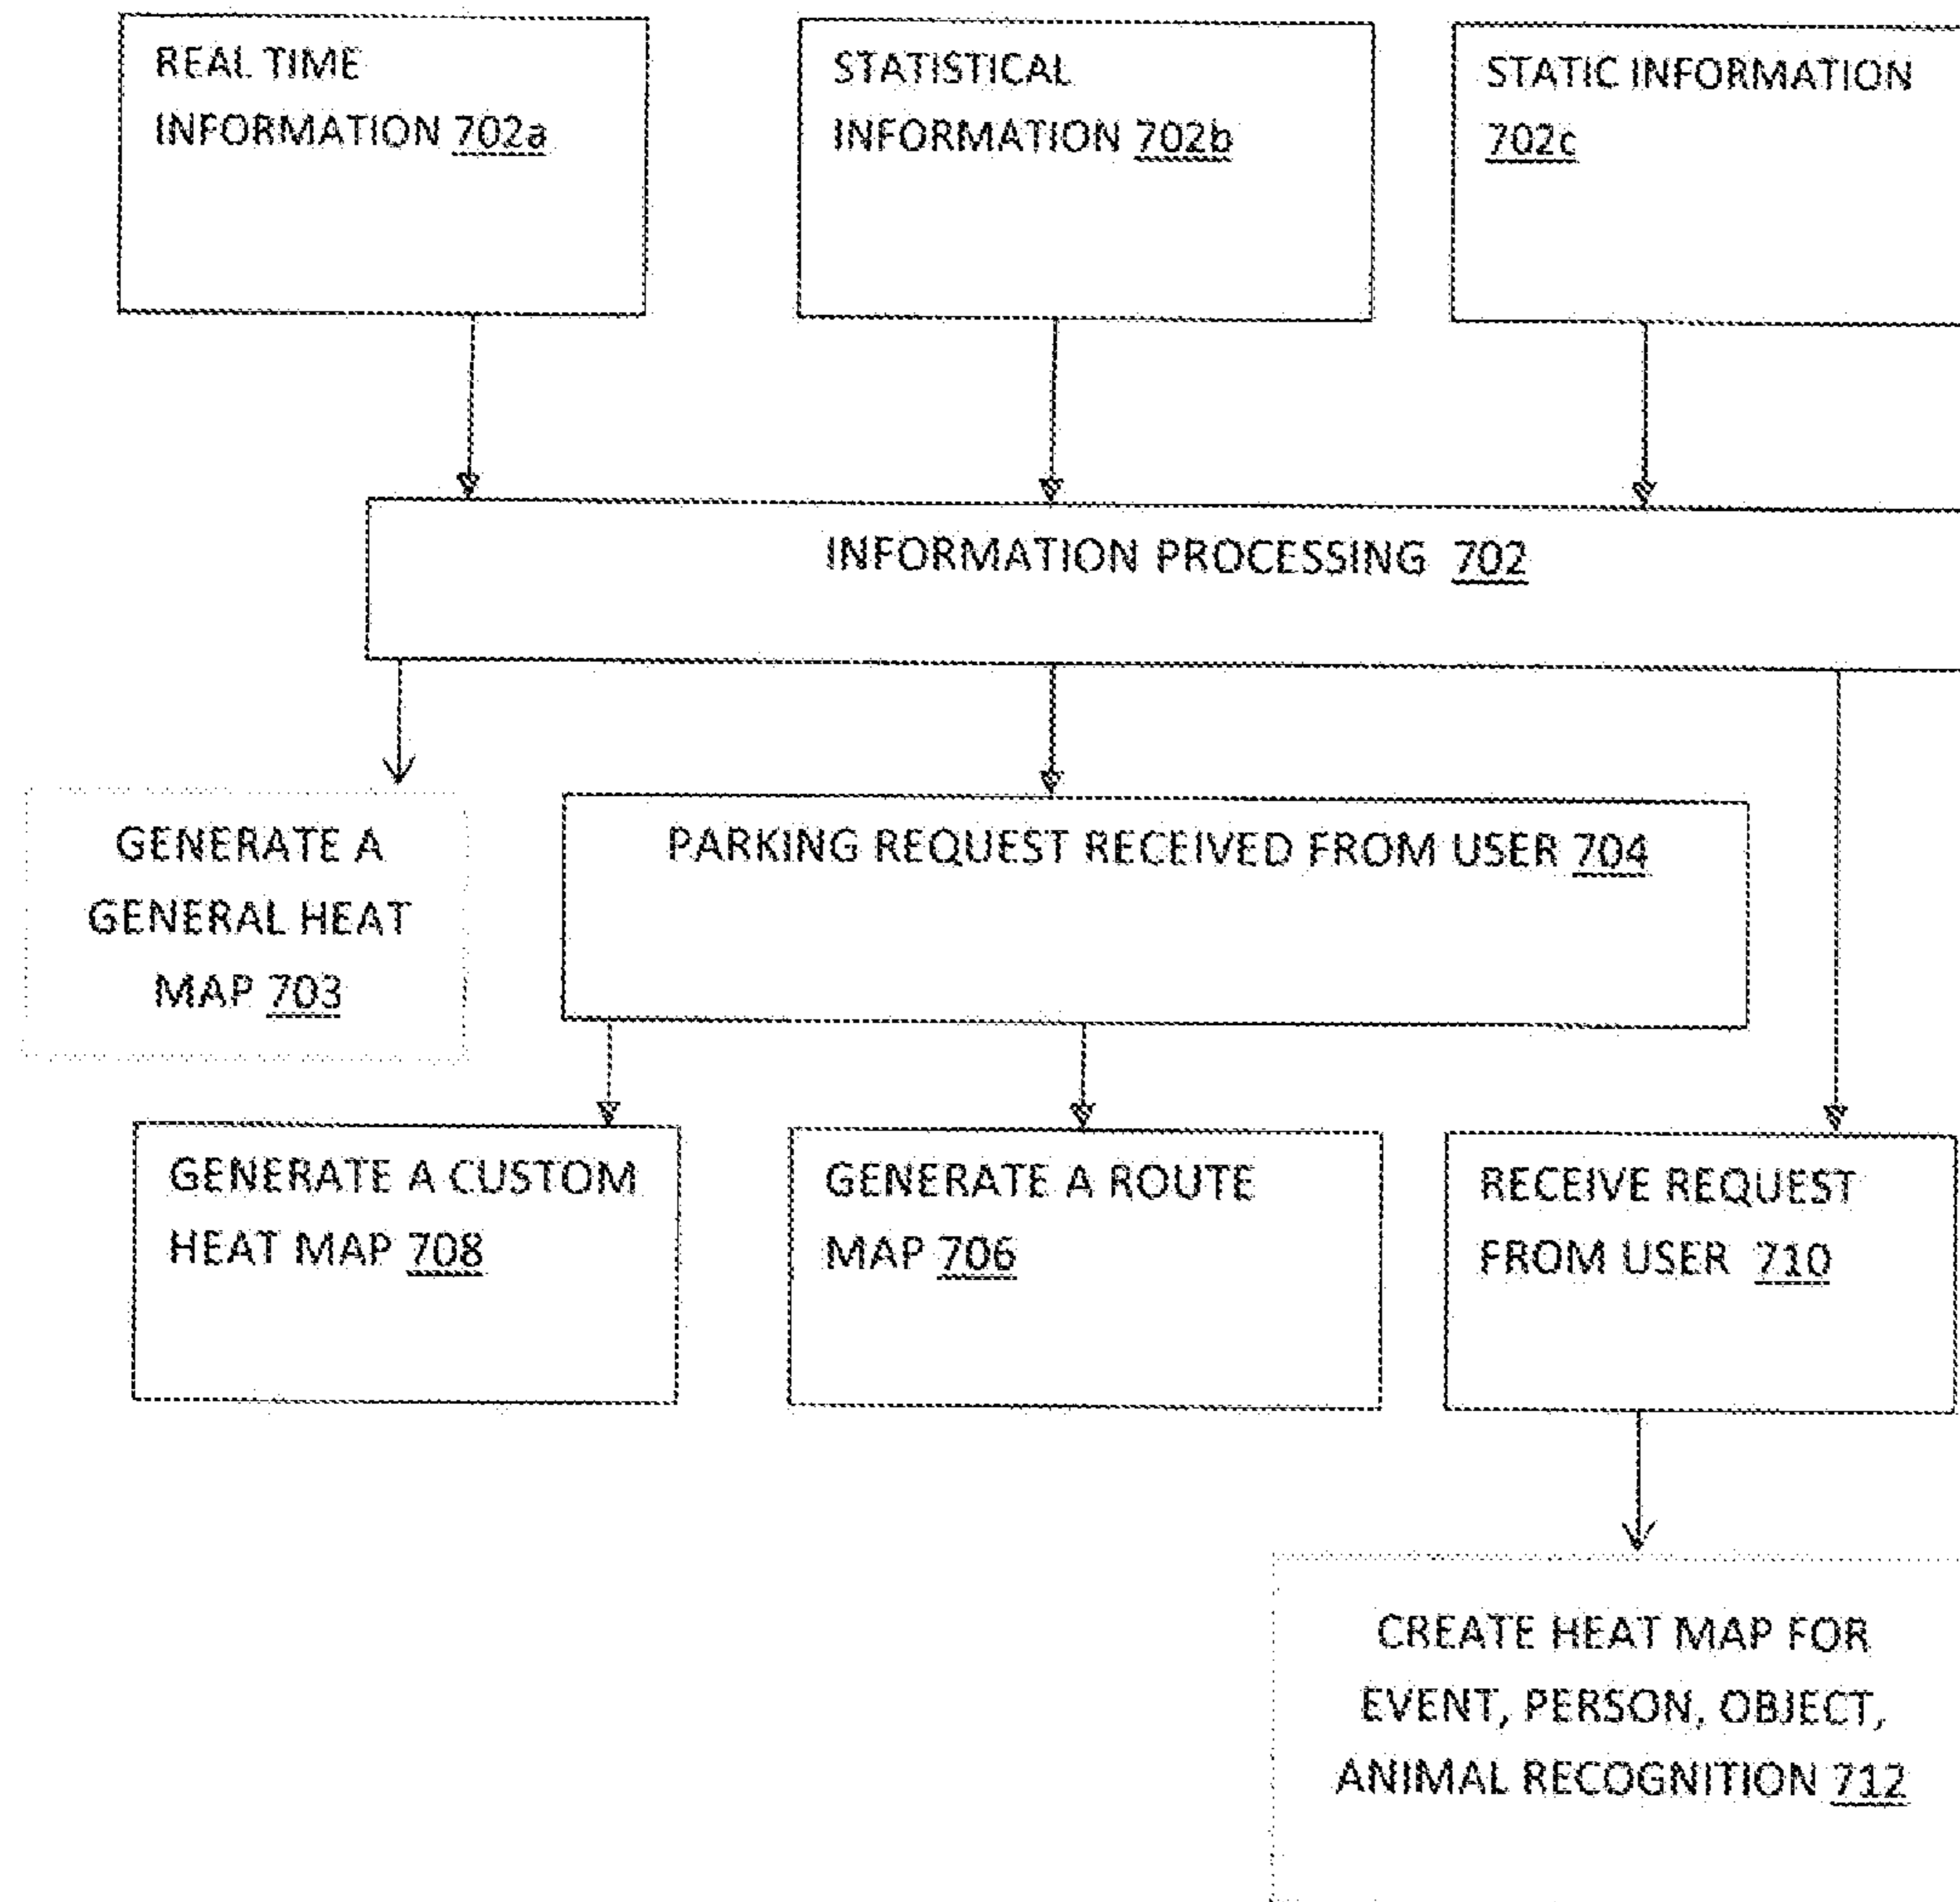 REAL TIME
INFORMATION 702a
STATISTICAL
INFORMATION 702b
STATIC INFORMATION
702c
INFORMATION PROCESSING 702
GENERATE A
GENERAL HEAT
MAP 703
PARKING REQUEST RECEIVED FROM USER 704
GENERATE A CUSTOM
HEAT MAP 708
GENERATE A ROUTE
MAP 706
RECEIVE REQUEST
FROM USER 710
CREATE HEAT MAP FOR
EVENT, PERSON, OBJECT,
ANIMAL RECOGNITION 712